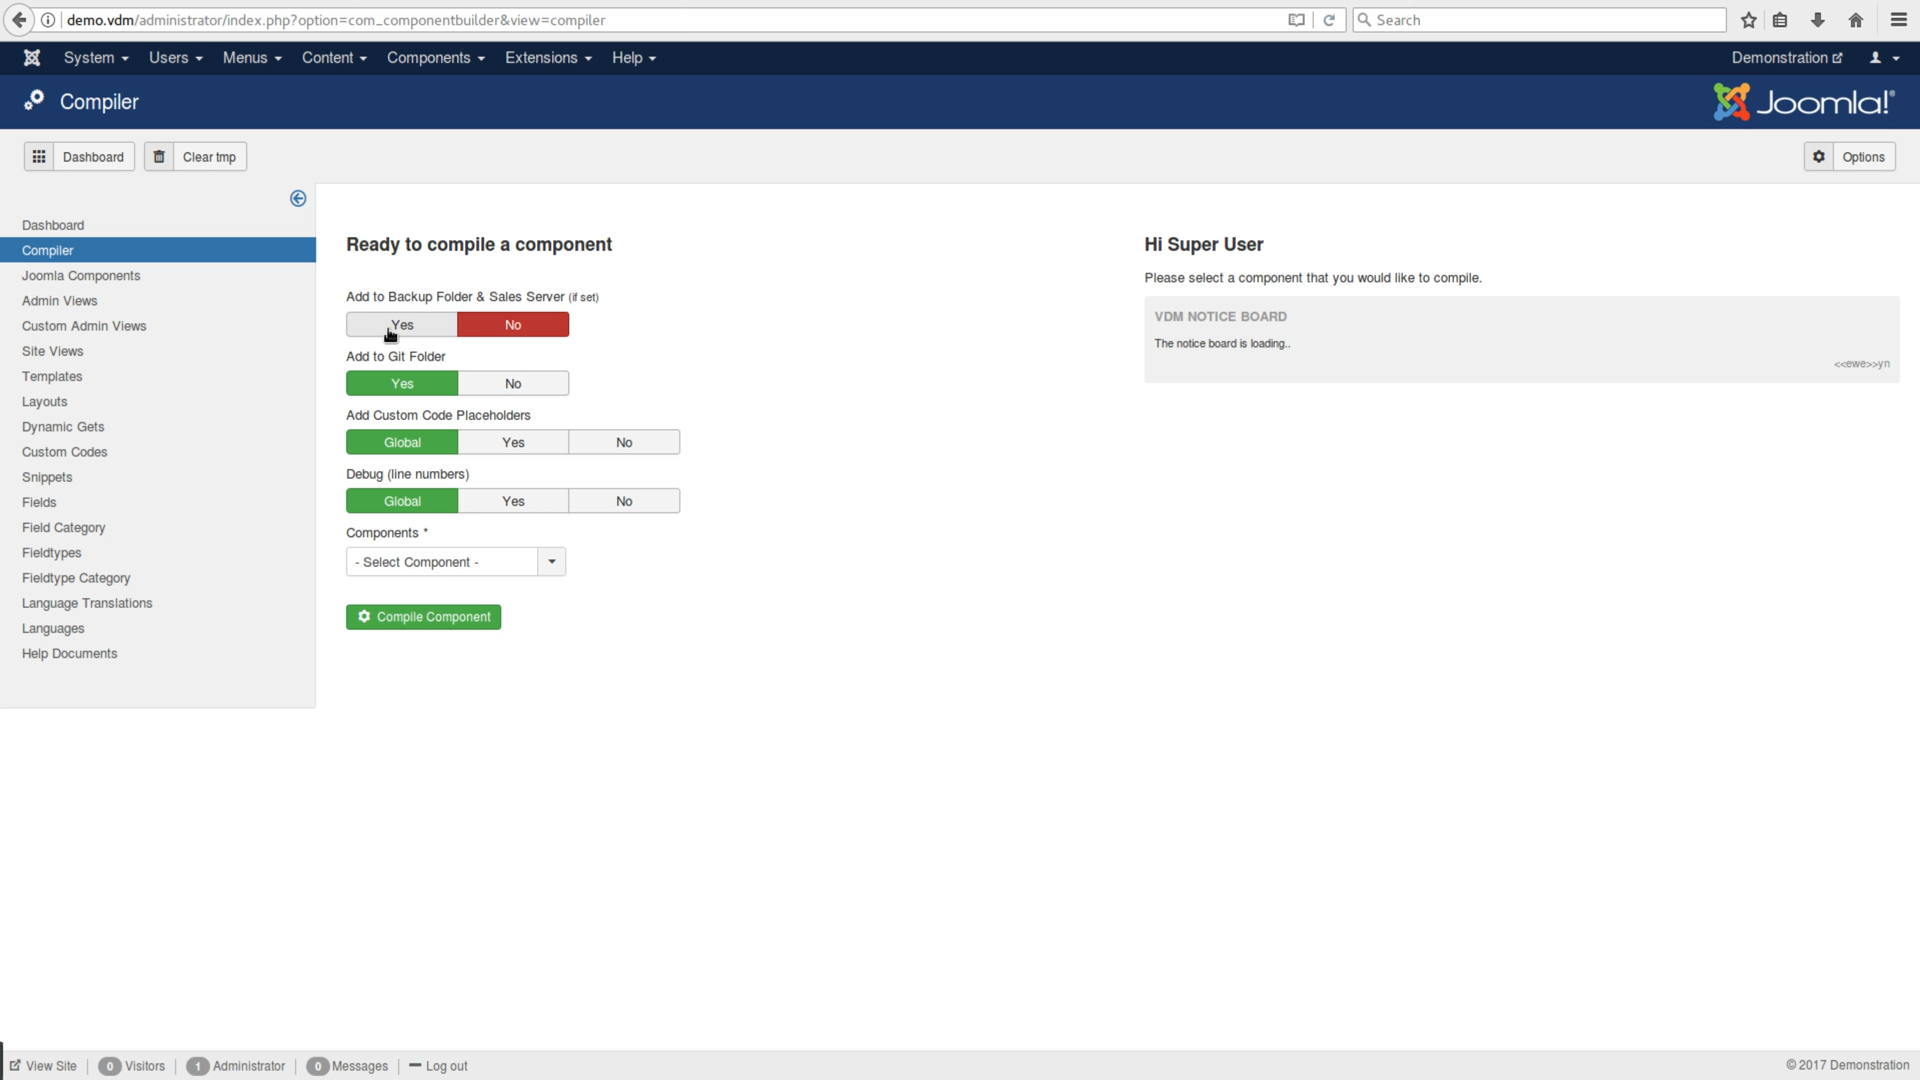 demo.vdm/administrator/index.php?option=com_componentbuilder&view=compiler
Search
System Users Menus Content Components Extensions Help
Demonstration
Compiler
Joomla!®
Dashboard
Clear tmp
Options
Dashboard
Compiler
Joomla Components
Admin Views
Custom Admin Views
Site Views
Templates
Layouts
Dynamic Gets
Custom Codes
Snippets
Fields
Field Category
Fieldtypes
Fieldtype Category
Language Translations
Languages
Help Documents
Ready to compile a component
Add to Backup Folder & Sales Server (if set)
Yes No
Add to Git Folder
Yes No
Add Custom Code Placeholders
Global Yes No
Debug (line numbers)
Global Yes No
Components *
- Select Component -
Compile Component
Hi Super User
Please select a component that you would like to compile.
VDM NOTICE BOARD
The notice board is loading..
<<ewe>>yn
View Site 0 Visitors 1 Administrator 0 Messages Log out
© 2017 Demonstration